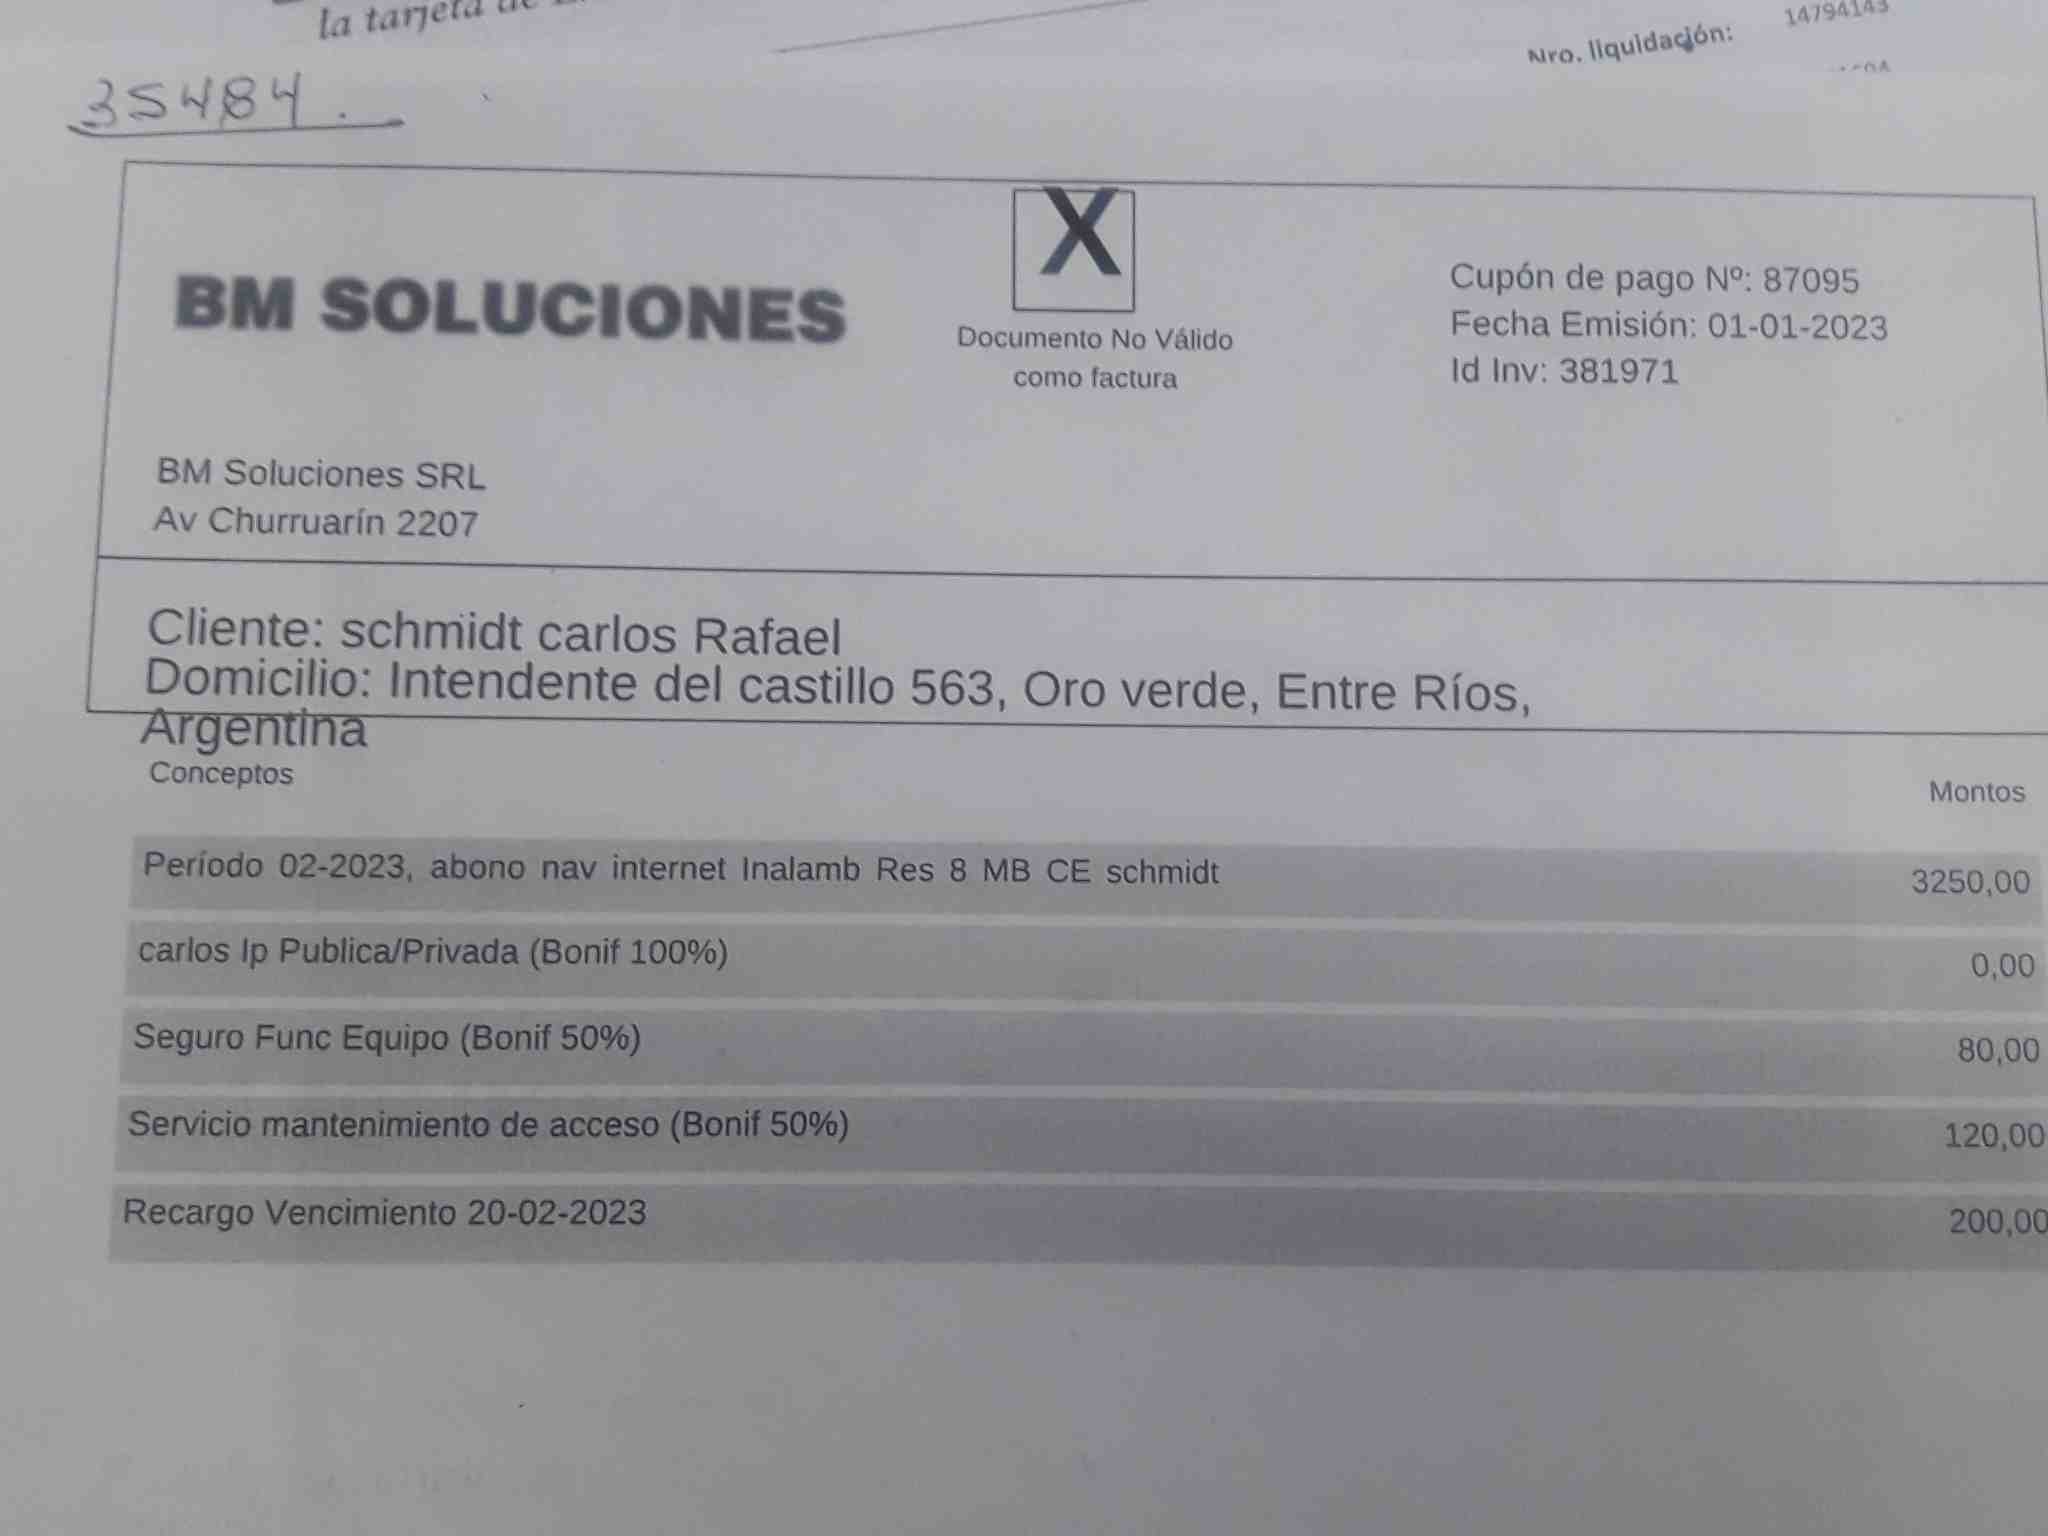 la tarjeta de
Nro. liquidación: 14794143
35484.
BM SOLUCIONES
X
Documento No Válido
como factura
Cupón de pago Nº: 87095
Fecha Emisión: 01-01-2023
Id Inv: 381971
BM Soluciones SRL
Av Churruarín 2207
Cliente: schmidt carlos Rafael
Domicilio: Intendente del castillo 563, Oro verde, Entre Ríos,
Argentina
Conceptos Montos
Período 02-2023, abono nav internet Inalamb Res 8 MB CE schmidt 3250,00
carlos Ip Publica/Privada (Bonif 100%) 0,00
Seguro Func Equipo (Bonif 50%) 80,00
Servicio mantenimiento de acceso (Bonif 50%) 120,00
Recargo Vencimiento 20-02-2023 200,00